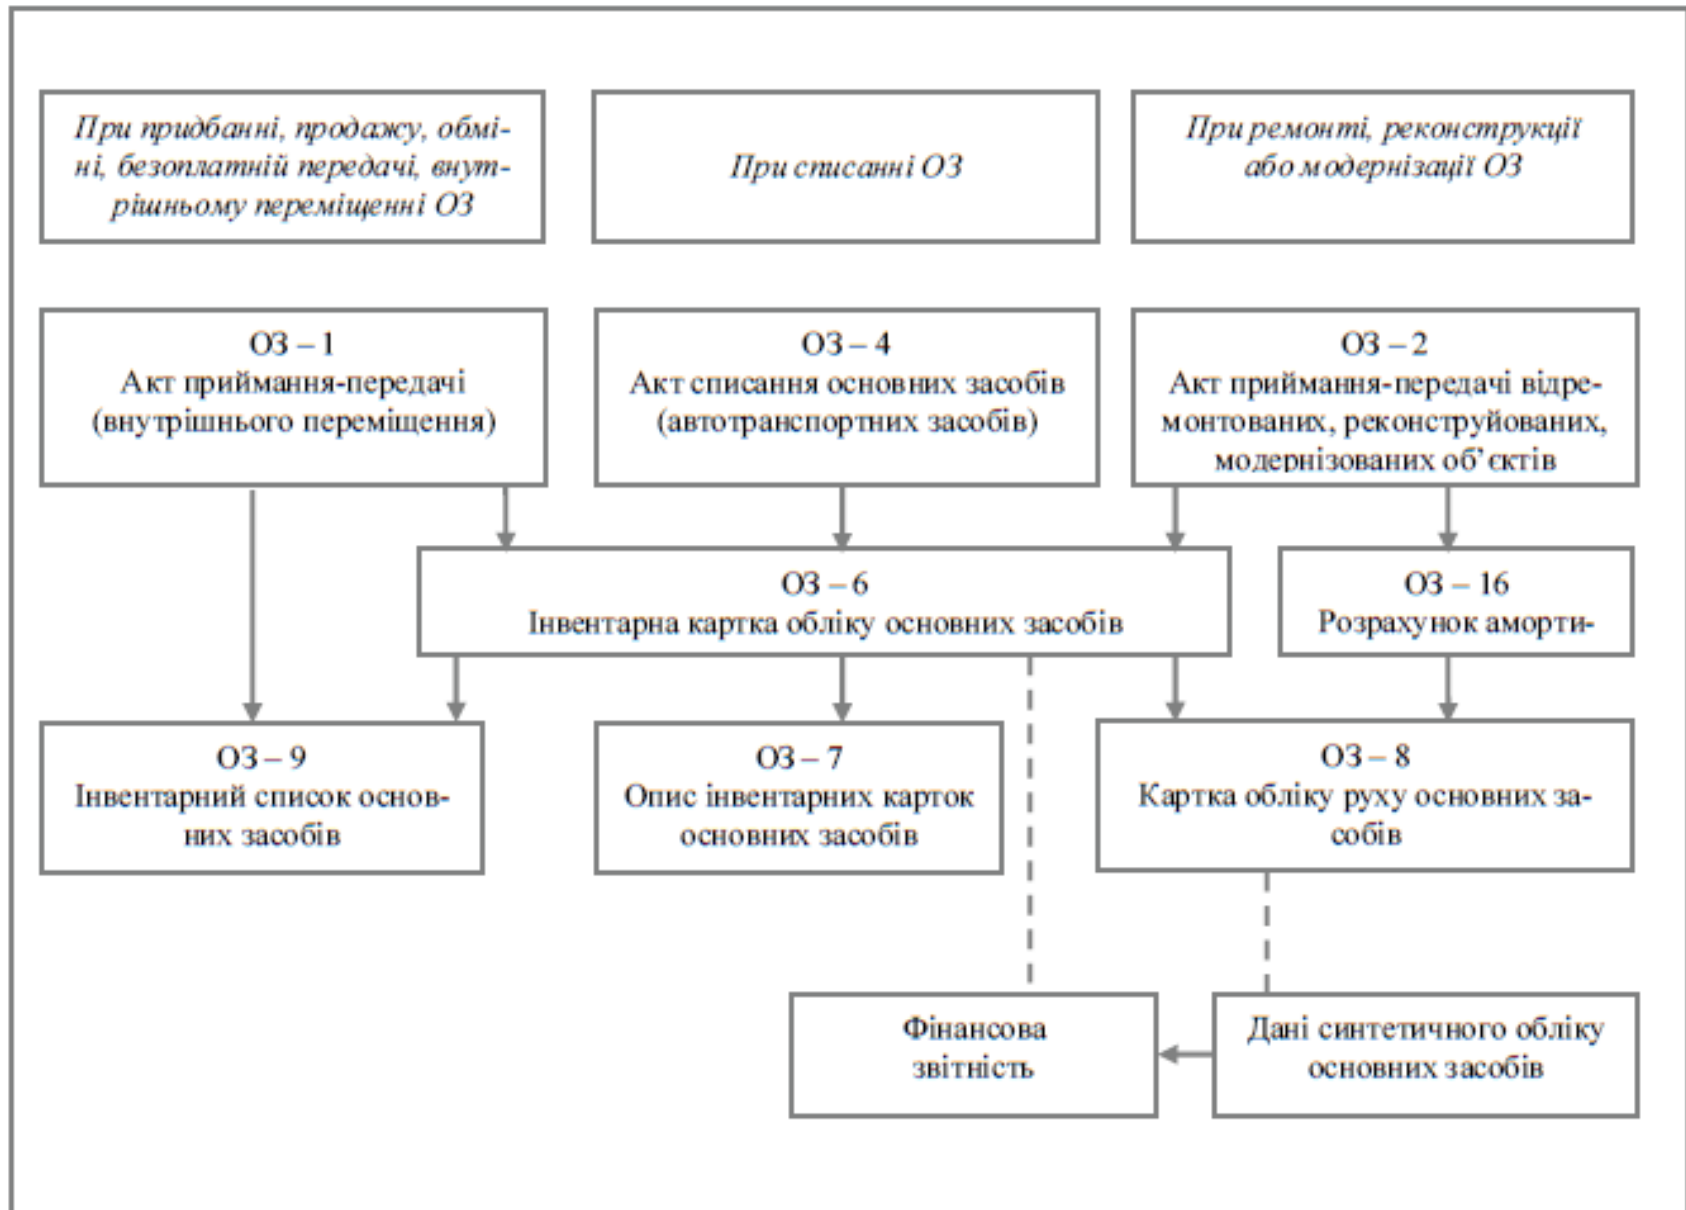 При придбанні, продажу, обмі-
ні, безоплатній передачі, внут-
рішньому переміщенні ОЗ
При списанні ОЗ
При ремонті, реконструкції
або модернізації ОЗ
ОЗ – 1
Акт приймання-передачі
(внутрішнього переміщення)
ОЗ – 4
Акт списання основних засобів
(автотранспортних засобів)
ОЗ – 2
Акт приймання-передачі відре-
монтованих, реконструйованих,
модернізованих об’єктів
ОЗ – 6
Інвентарна картка обліку основних засобів
ОЗ – 16
Розрахунок аморти-
ОЗ – 9
Інвентарний список основ-
них засобів
ОЗ – 7
Опис інвентарних карток
основних засобів
ОЗ – 8
Картка обліку руху основних за-
собів
Фінансова
звітність
Дані синтетичного обліку
основних засобів